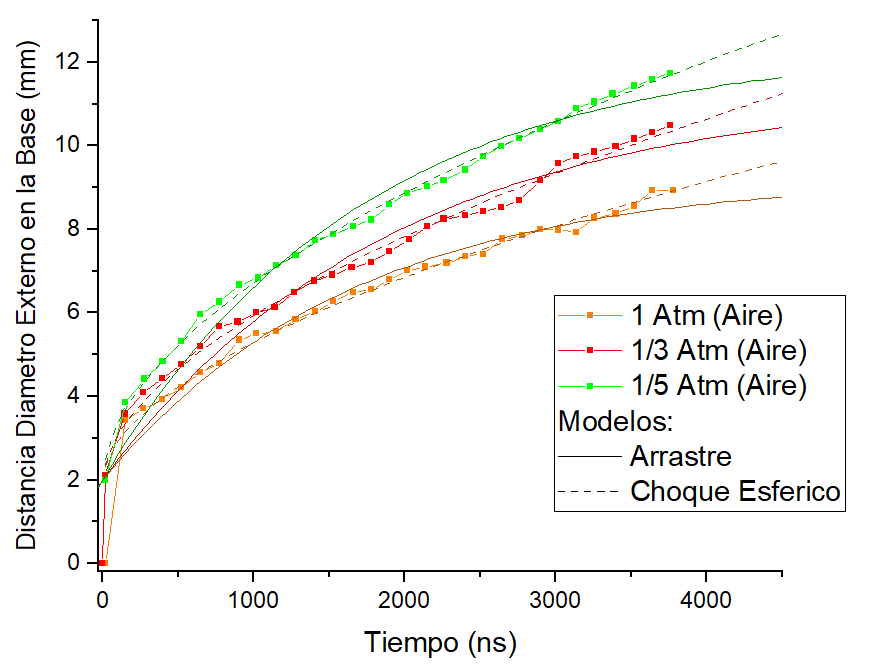 Distancia Diametro Externo en la Base (mm)
12
10
8
6
4
2
0
0 1000 2000 3000 4000
Tiempo (ns)
1 Atm (Aire)
1/3 Atm (Aire)
1/5 Atm (Aire)
Modelos:
Arrastre
Choque Esferico